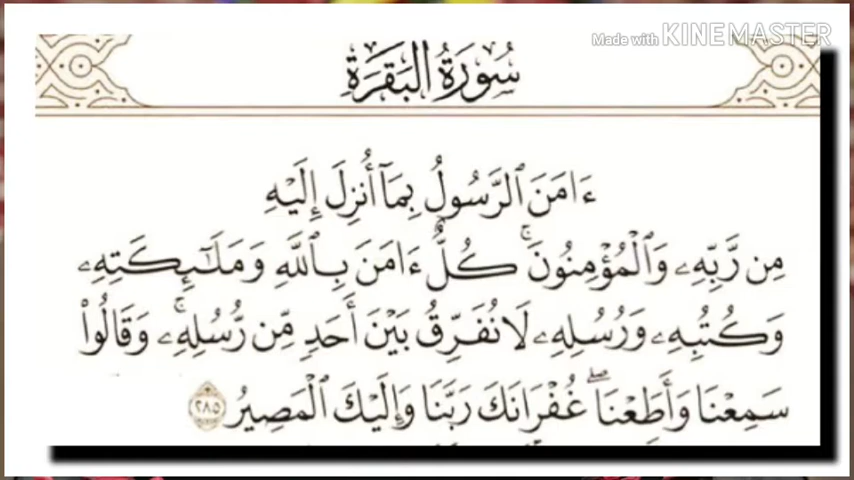 Made with KINEMASTER
سُورَةُ البَقَرَةِ
ءَامَنَ ٱلرَّسُولُ بِمَآ أُنزِلَ إِلَيْهِ
مِن رَّبِّهِۦ وَٱلْمُؤْمِنُونَۚ كُلٌّ ءَامَنَ بِٱللَّهِ وَمَلَٰٓئِكَتِهِۦ
وَكُتُبِهِۦ وَرُسُلِهِۦ لَا نُفَرِّقُ بَيْنَ أَحَدٍ مِّن رُّسُلِهِۦۚ وَقَالُوا۟
سَمِعْنَا وَأَطَعْنَاۖ غُفْرَانَكَ رَبَّنَا وَإِلَيْكَ ٱلْمَصِيرُ ٢٨٥